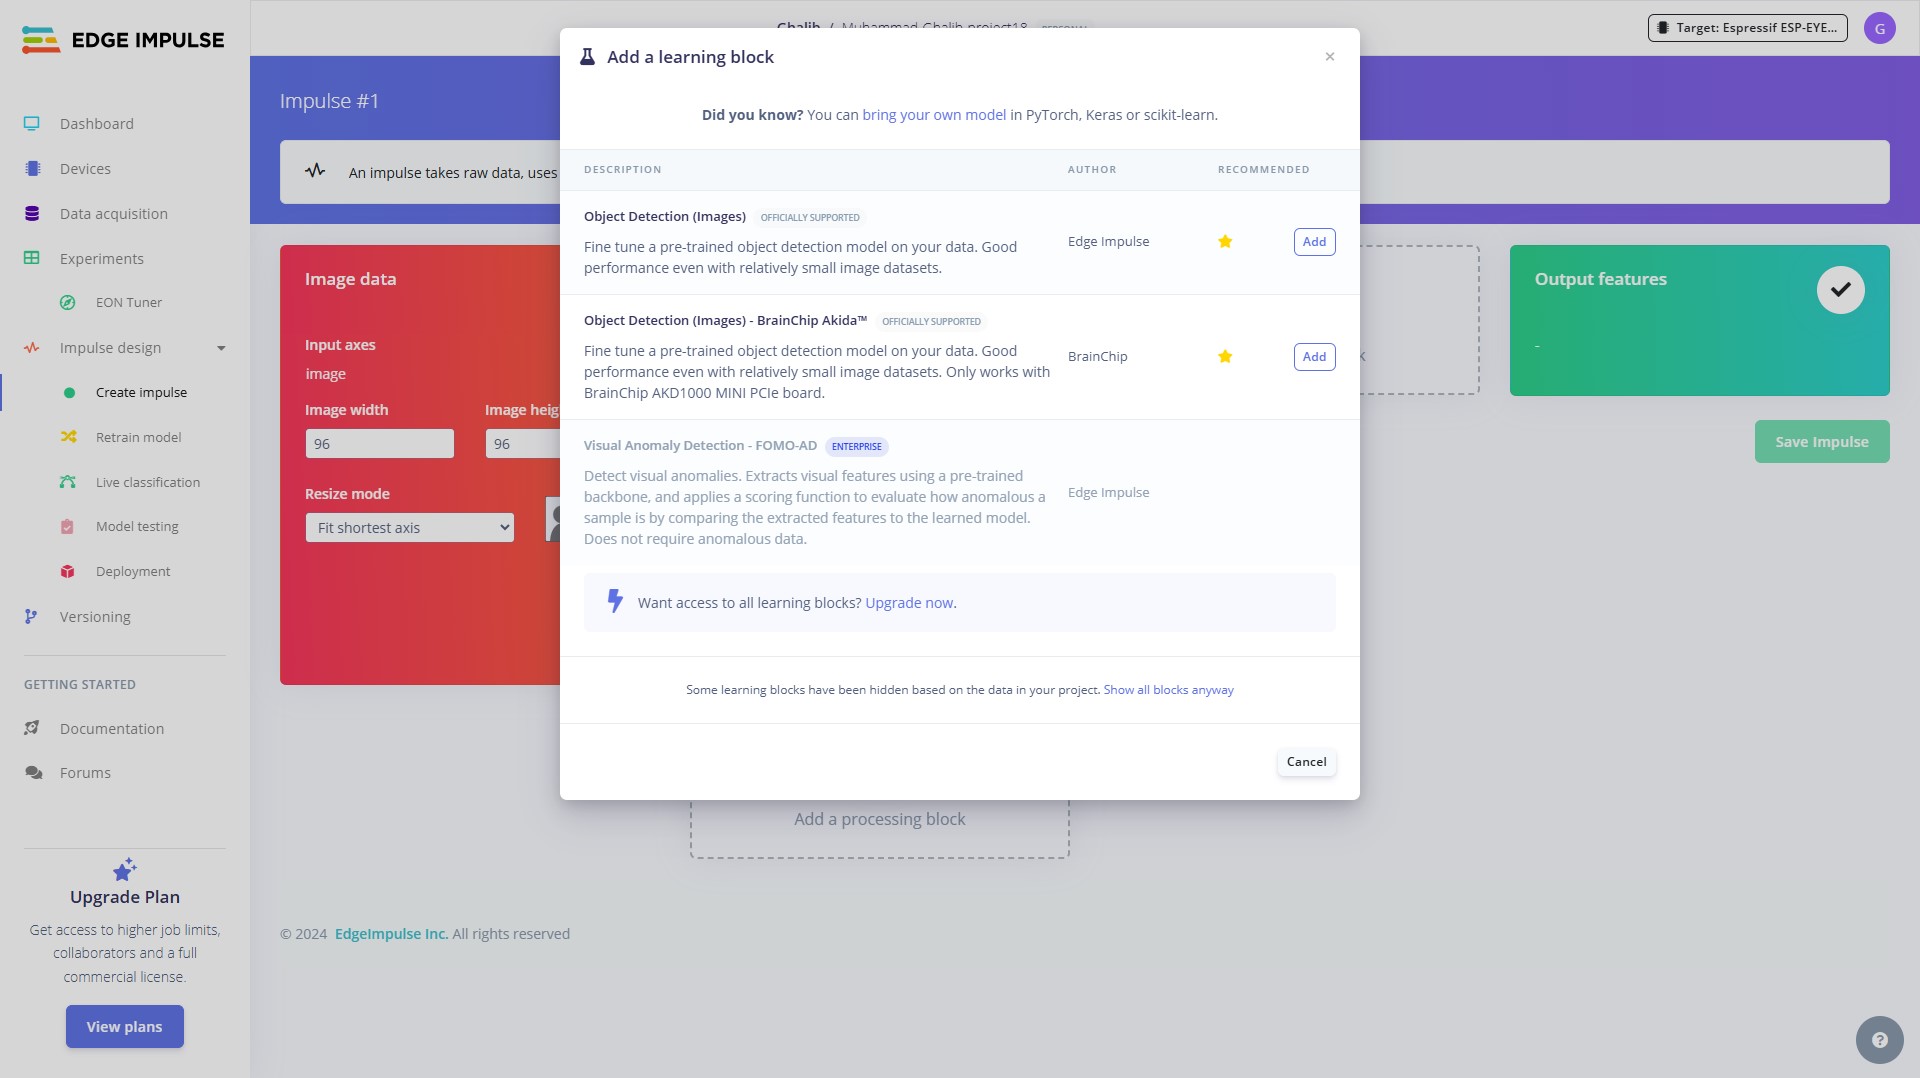 EDGE IMPULSE
Ghalib / Muhammad Ghalib-project18 PERSONAL
Target: Espressif ESP-EYE...
G
Dashboard
Devices
Data acquisition
Experiments
EON Tuner
Impulse design
Create impulse
Retrain model
Live classification
Model testing
Deployment
Versioning
GETTING STARTED
Documentation
Forums
Upgrade Plan
Get access to higher job limits,
collaborators and a full
commercial license.
View plans
Impulse #1
An impulse takes raw data, uses
Image data
Input axes
image
Image width
Image heig
96
96
Resize mode
Fit shortest axis
Add a learning block
×
Did you know? You can bring your own model in PyTorch, Keras or scikit-learn.
DESCRIPTION AUTHOR RECOMMENDED
Object Detection (Images) OFFICIALLY SUPPORTED
Fine tune a pre-trained object detection model on your data. Good
performance even with relatively small image datasets.
Edge Impulse
Add
Object Detection (Images) - BrainChip Akida™ OFFICIALLY SUPPORTED
Fine tune a pre-trained object detection model on your data. Good
performance even with relatively small image datasets. Only works with
BrainChip AKD1000 MINI PCIe board.
BrainChip
Add
Visual Anomaly Detection - FOMO-AD ENTERPRISE
Detect visual anomalies. Extracts visual features using a pre-trained
backbone, and applies a scoring function to evaluate how anomalous a
sample is by comparing the extracted features to the learned model.
Does not require anomalous data.
Edge Impulse
Want access to all learning blocks? Upgrade now.
Some learning blocks have been hidden based on the data in your project. Show all blocks anyway
Cancel
Add a processing block
Output features
-
Save Impulse
© 2024 EdgeImpulse Inc. All rights reserved
?